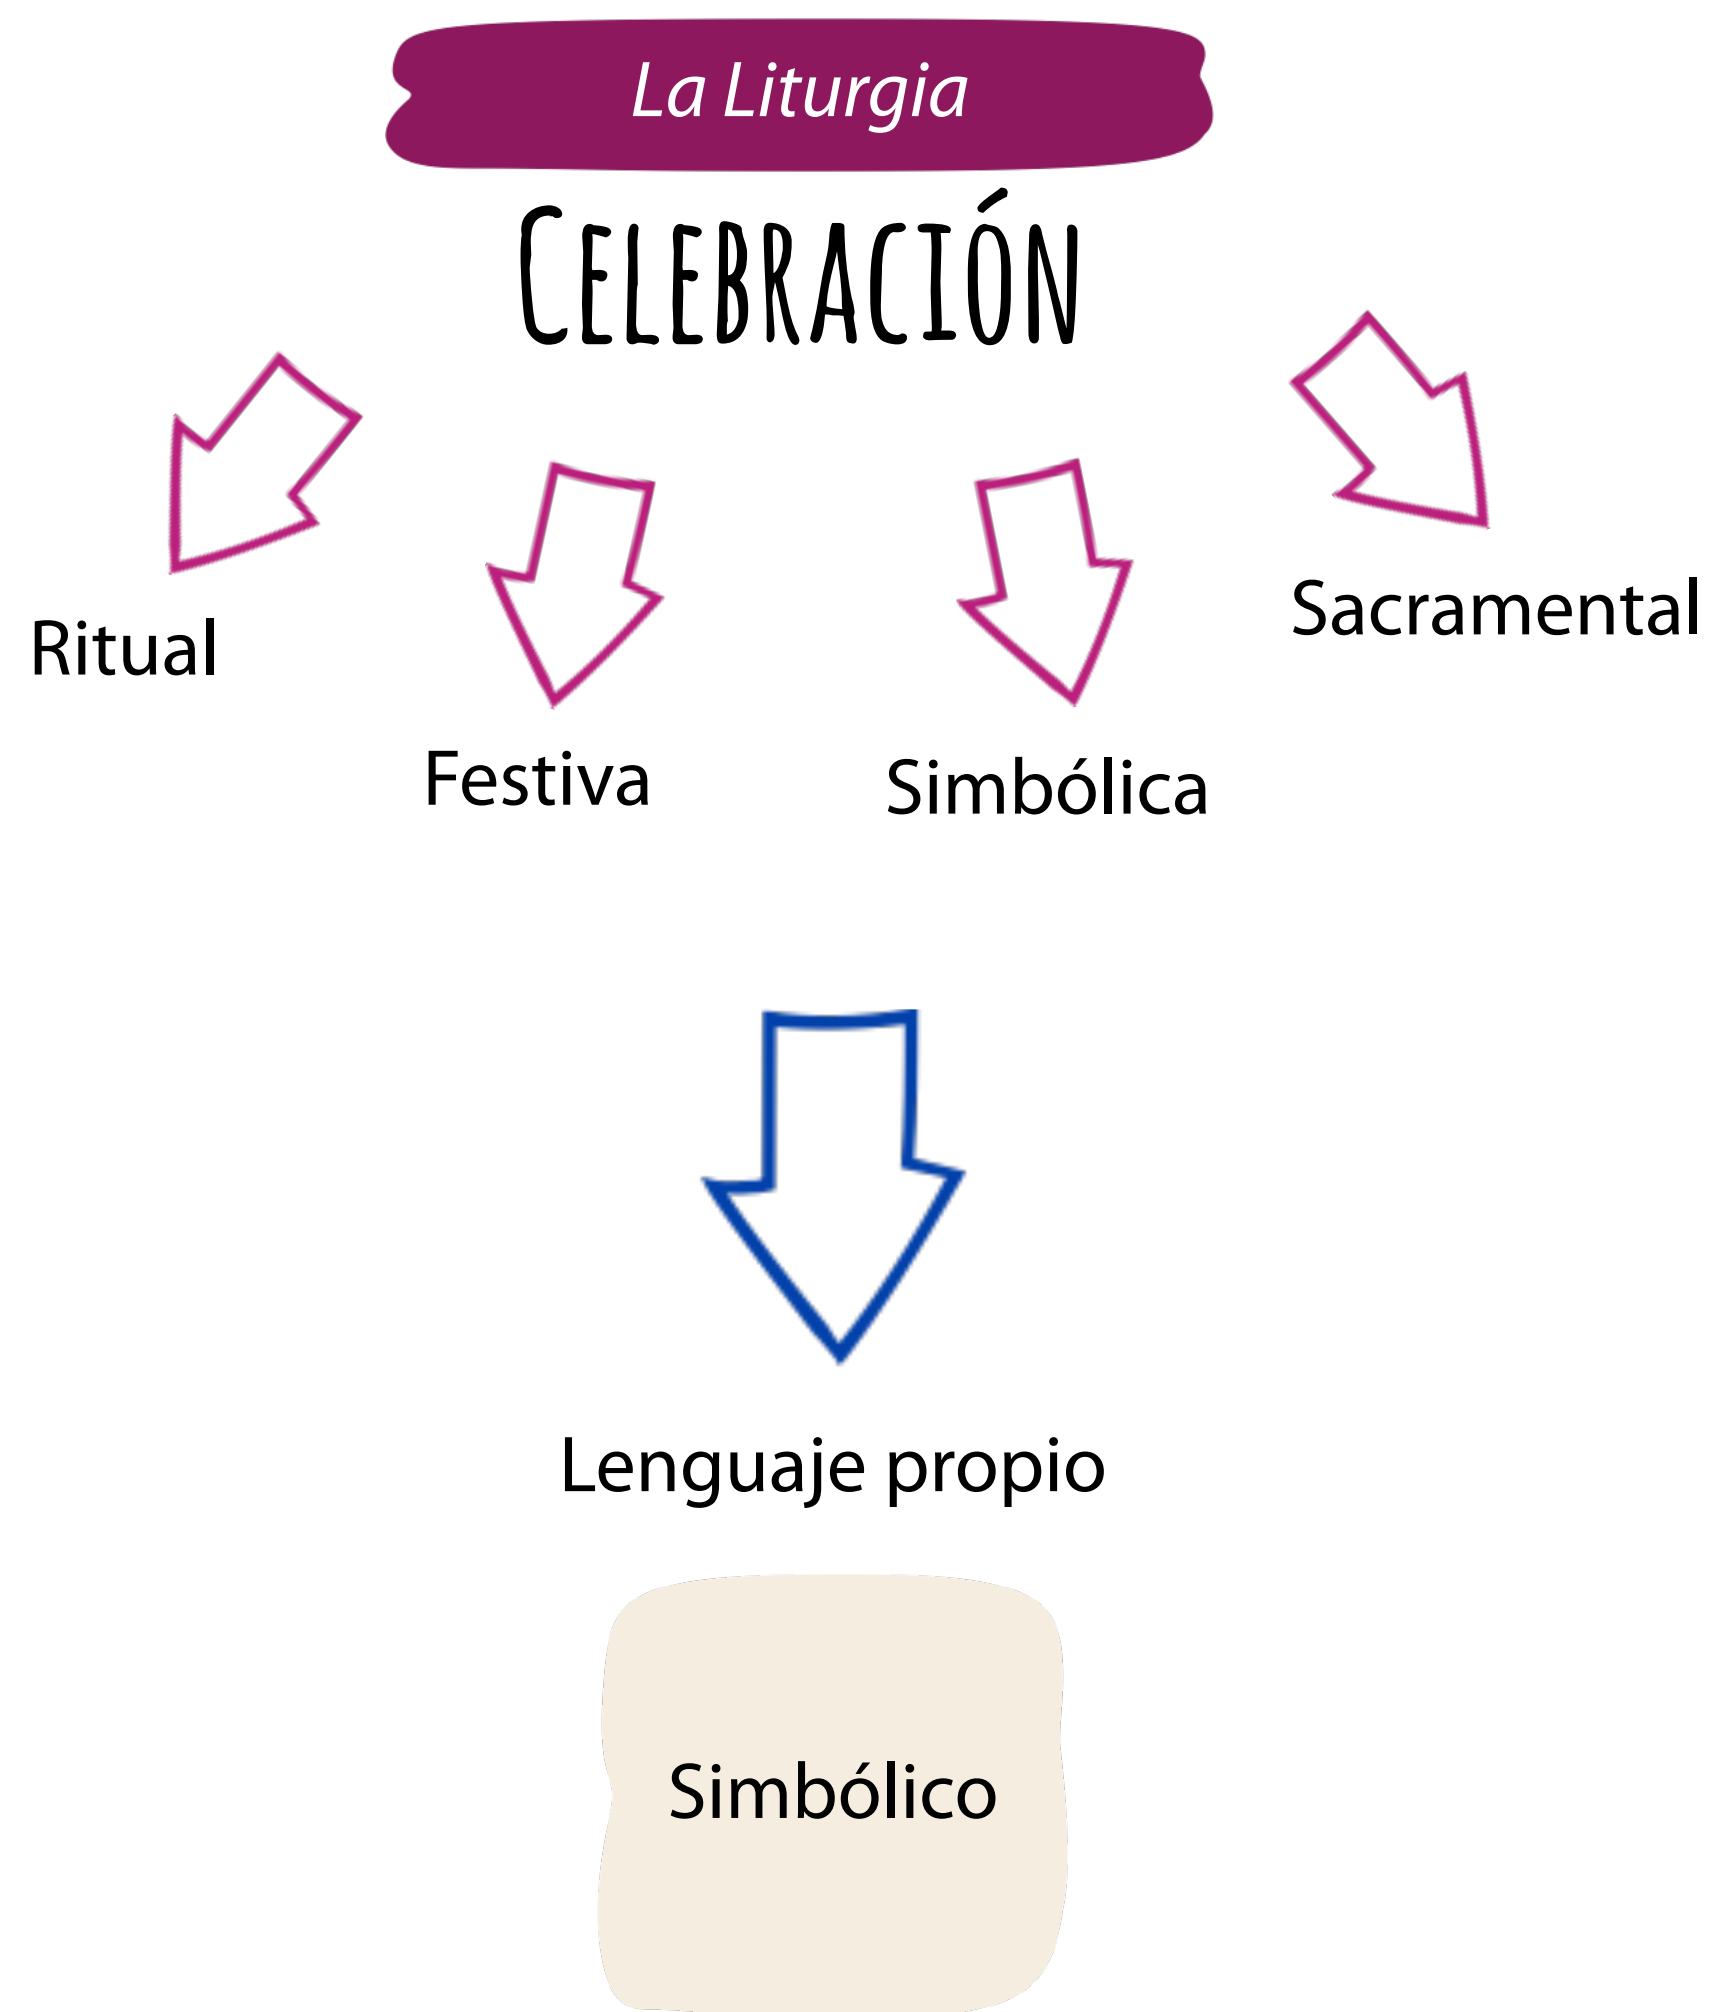 La Liturgia
CELEBRACIÓN
Ritual
Festiva
Simbólica
Sacramental
Lenguaje propio
Simbólico